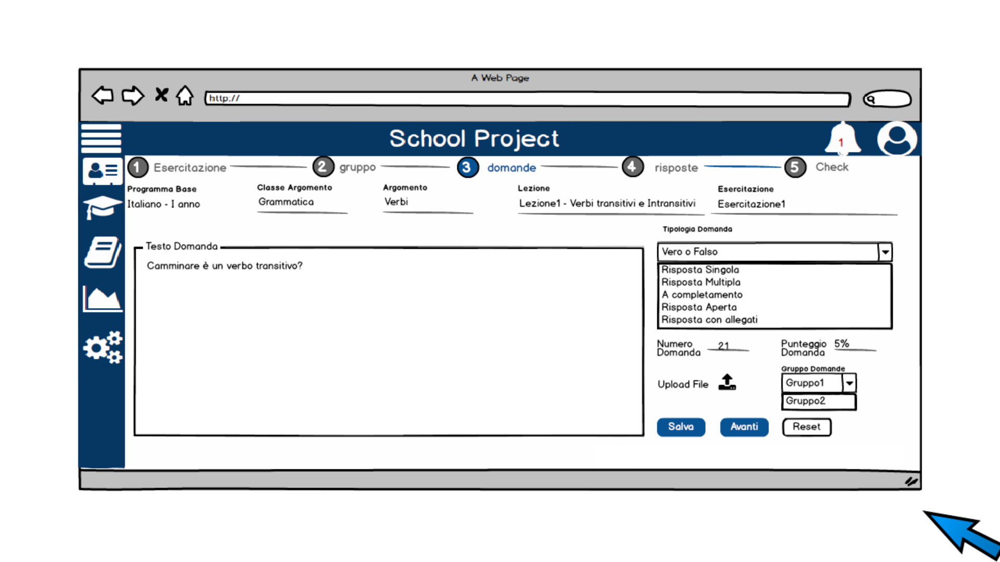 A Web Page
http://
School Project
1
1 Esercitazione 2 gruppo 3 domande 4 risposte 5 Check
Programma Base Classe Argomento Argomento Lezione Esercitazione
Italiano - I anno Grammatica Verbi Lezione1 - Verbi transitivi e Intransitivi Esercitazione1
Tipologia Domanda
Testo Domanda
Vero o Falso
Camminare è un verbo transitivo?
Risposta Singola
Risposta Multipla
A completamento
Risposta Aperta
Risposta con allegati
Numero Domanda 21
Punteggio Domanda 5%
Gruppo Domande
Upload File
Gruppo1
Gruppo2
Salva Avanti Reset